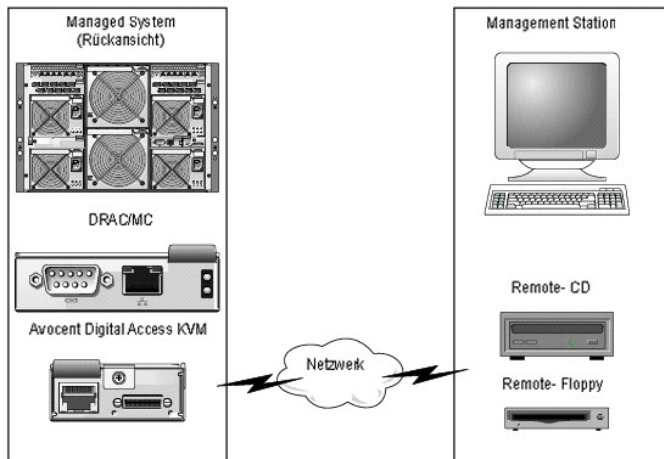 Managed System
(Rückansicht)
DRAC/MC
Avocent Digital Access KVM
Netzwerk
Management Station
Remote- CD
Remote- Floppy